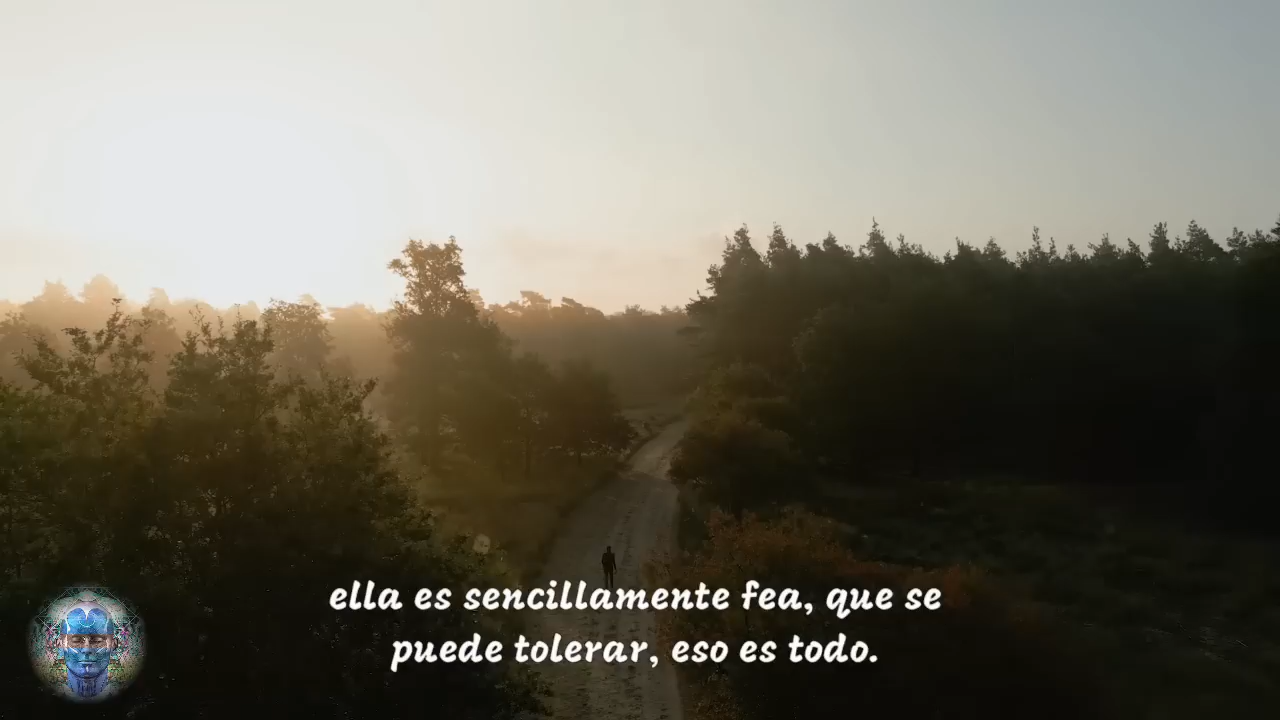 ella es sencillamente fea, que se
puede tolerar, eso es todo.